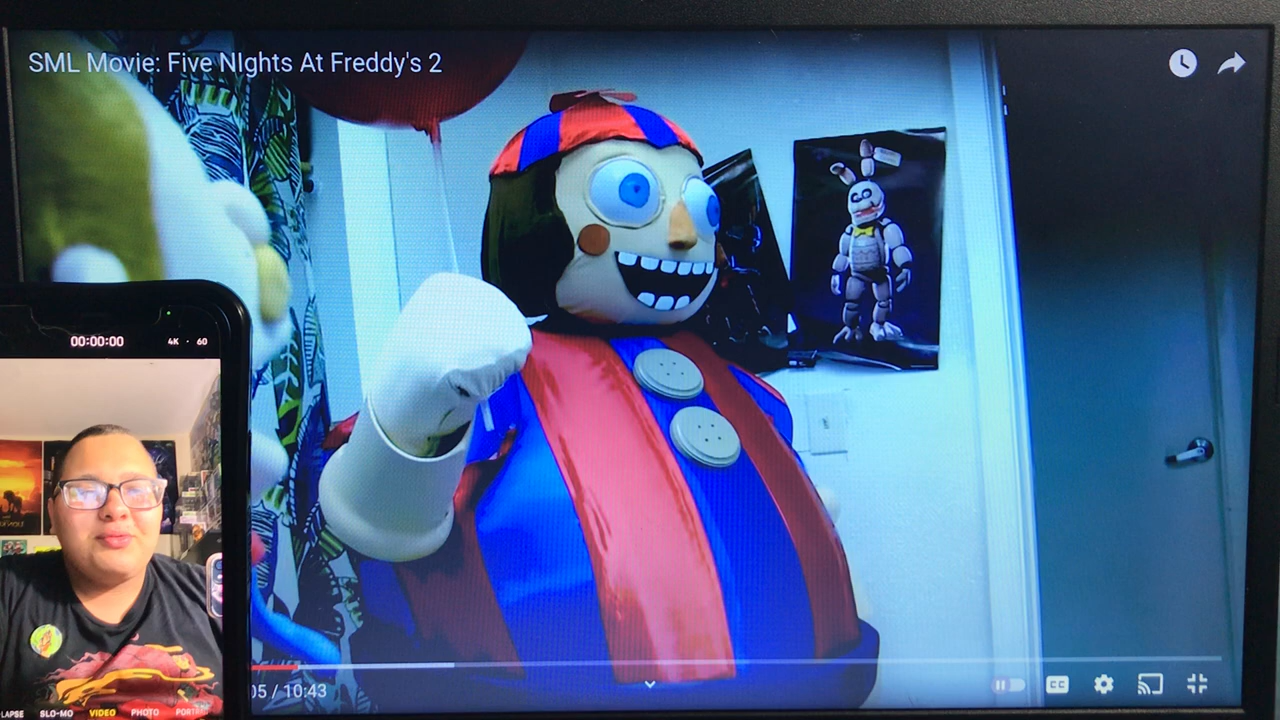 SML Movie: Five NIghts At Freddy's 2
00:00:00
4K · 60
LAPSE SLO-MO VIDEO PHOTO PORTR
05 / 10:43
CC